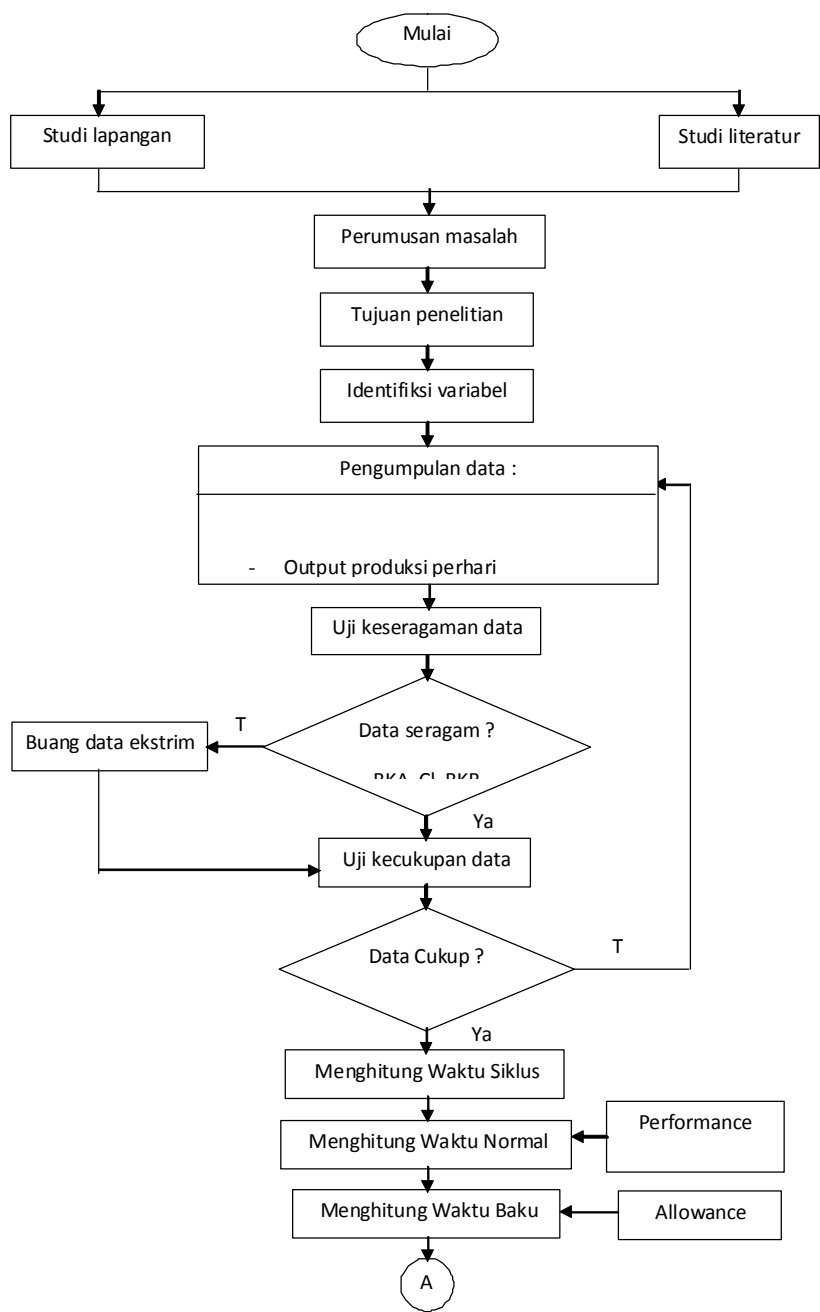 Mulai
Studi lapangan
Studi literatur
Perumusan masalah
Tujuan penelitian
Identifiksi variabel
Pengumpulan data :
- Output produksi perhari
Uji keseragaman data
Data seragam ?
T
Buang data ekstrim
Ya
Uji kecukupan data
Data Cukup ?
T
Ya
Menghitung Waktu Siklus
Menghitung Waktu Normal
Performance
Menghitung Waktu Baku
Allowance
A